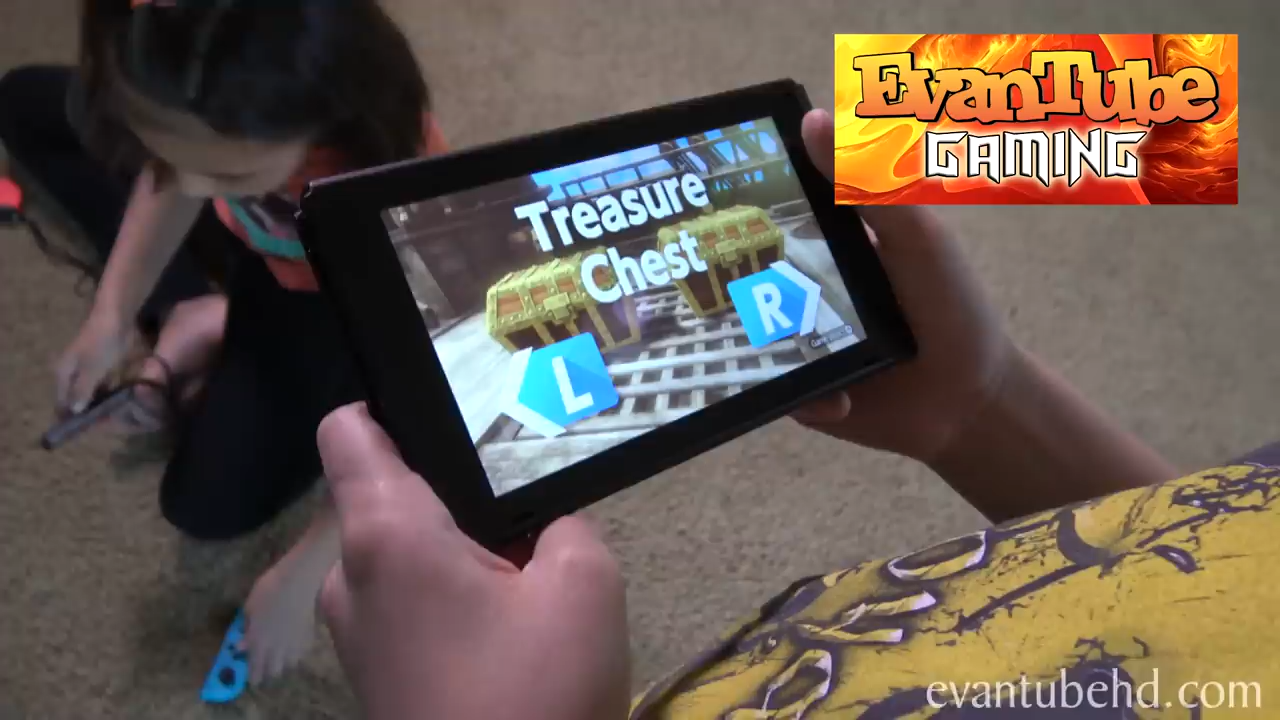 EvanTube
GAMING
Treasure
Chest
R
L
evantubehd.com